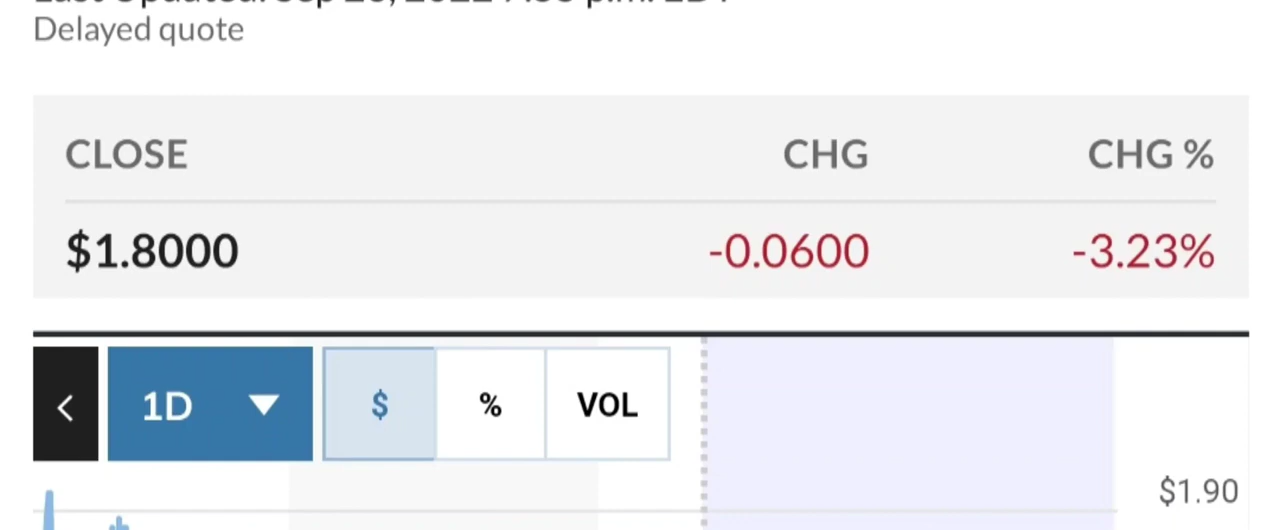 Delayed quote
CLOSE CHG CHG %
$1.8000 -0.0600 -3.23%
1D $ % VOL
$1.90